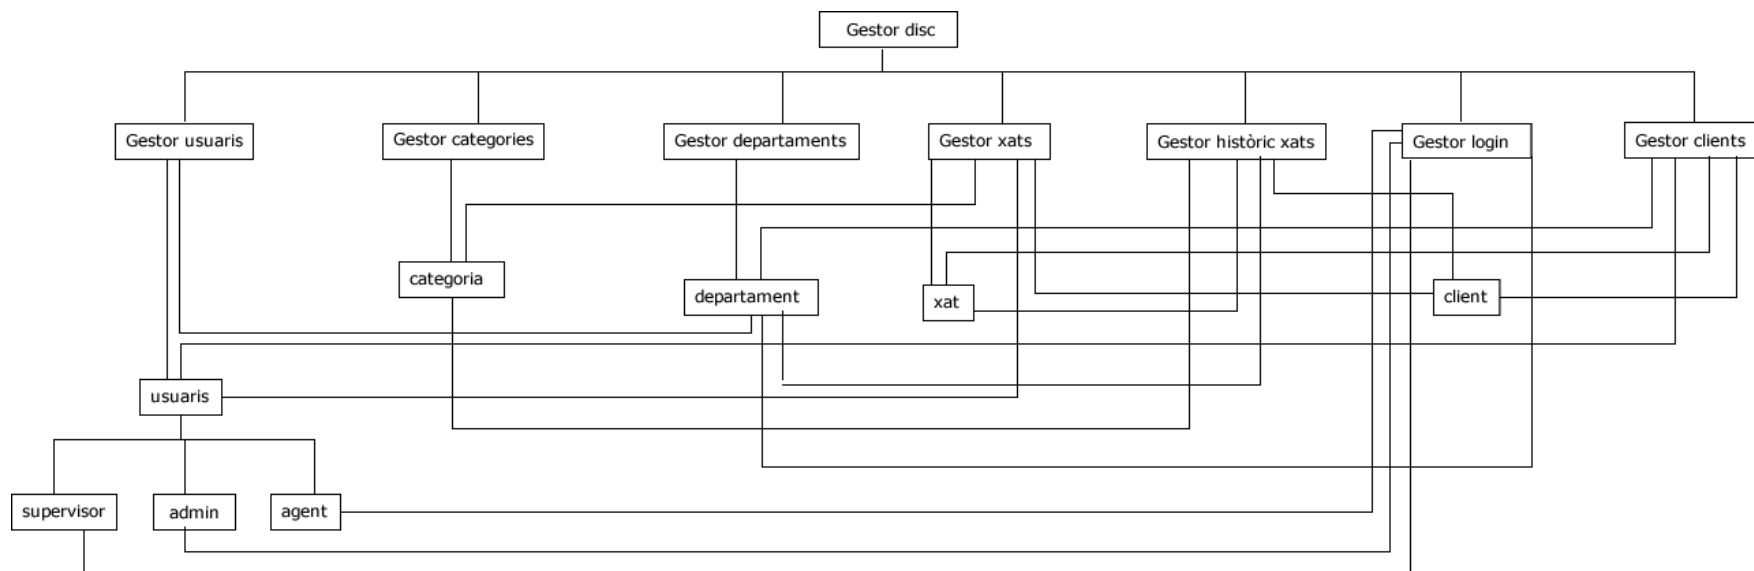 Gestor disc
Gestor usuaris
Gestor categories
Gestor departaments
Gestor xats
Gestor històric xats
Gestor login
Gestor clients
categoria
departament
xat
client
usuaris
supervisor
admin
agent